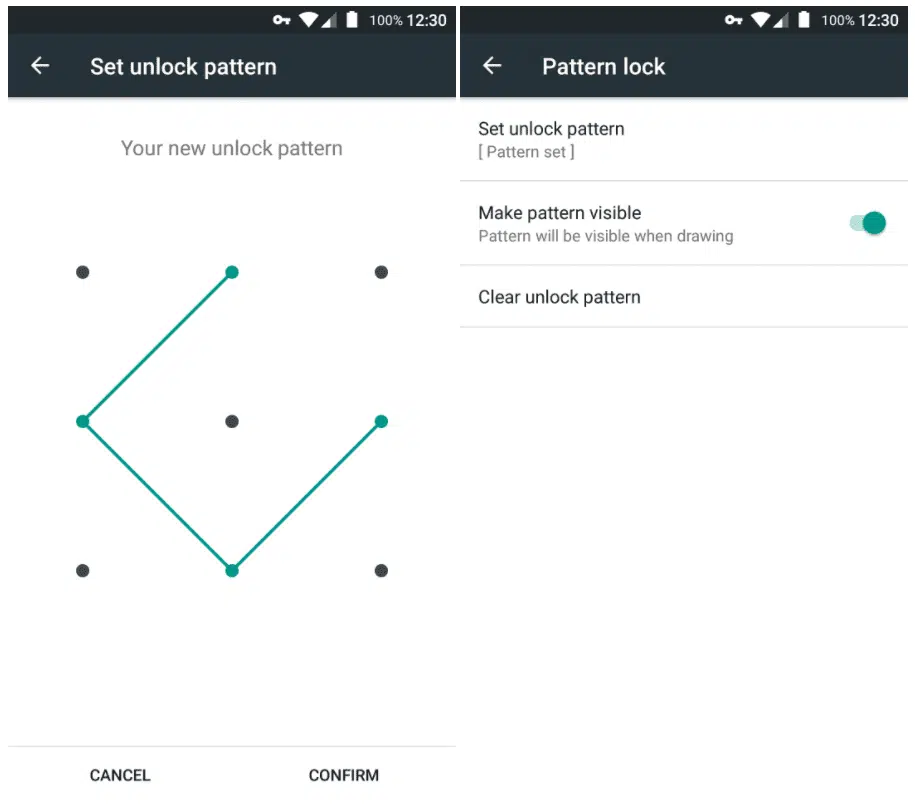 100% 12:30
Set unlock pattern
Your new unlock pattern
CANCEL CONFIRM
100% 12:30
Pattern lock
Set unlock pattern
[ Pattern set ]
Make pattern visible
Pattern will be visible when drawing
Clear unlock pattern